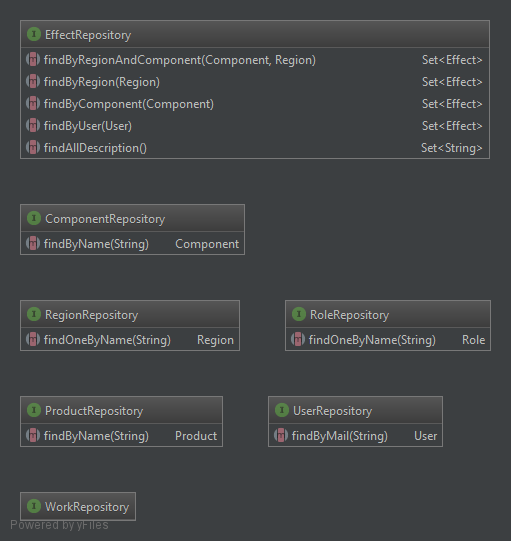 EffectRepository
findByRegionAndComponent(Component, Region) Set<Effect>
findByRegion(Region) Set<Effect>
findByComponent(Component) Set<Effect>
findByUser(User) Set<Effect>
findAllDescription() Set<String>
ComponentRepository
findByName(String) Component
RegionRepository
findOneByName(String) Region
RoleRepository
findOneByName(String) Role
ProductRepository
findByName(String) Product
UserRepository
findByMail(String) User
WorkRepository
Powered by yFiles